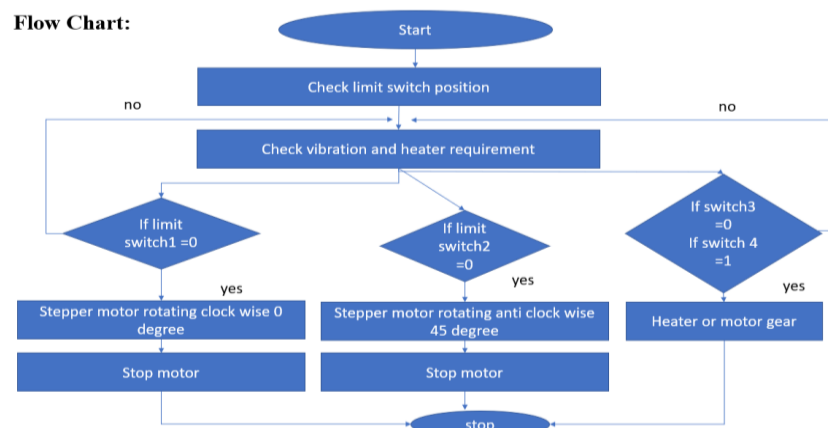 Flow Chart:
Start
Check limit switch position
no
no
Check vibration and heater requirement
If limit
switch1 =0
If limit
switch2
=0
If switch3
=0
If switch 4
=1
yes
yes
yes
Stepper motor rotating clock wise 0
degree
Stepper motor rotating anti clock wise
45 degree
Heater or motor gear
Stop motor
Stop motor
stop